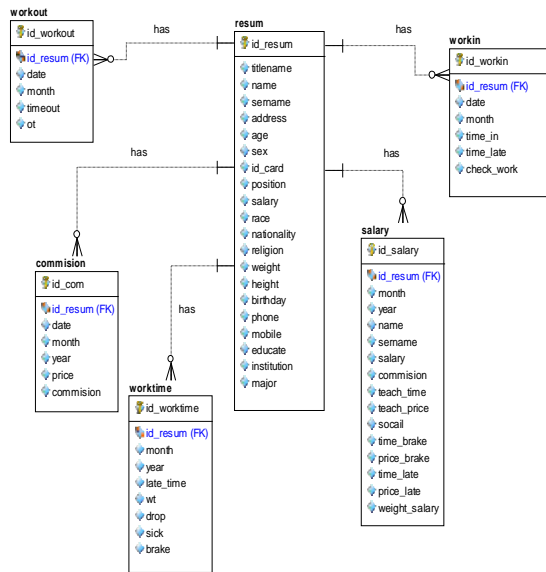 workout
id_workout
id_resum (FK)
date
month
timeout
ot
has
resum
id_resum
titlename
name
sername
address
age
sex
id_card
position
salary
race
nationality
religion
weight
height
birthday
phone
mobile
educate
institution
major
has
workin
id_workin
id_resum (FK)
date
month
time_in
time_late
check_work
has
commision
id_com
id_resum (FK)
date
month
year
price
commision
has
worktime
id_worktime
id_resum (FK)
month
year
late_time
wt
drop
sick
brake
has
salary
id_salary
id_resum (FK)
month
year
name
sername
salary
commision
teach_time
teach_price
socail
time_brake
price_brake
time_late
price_late
weight_salary